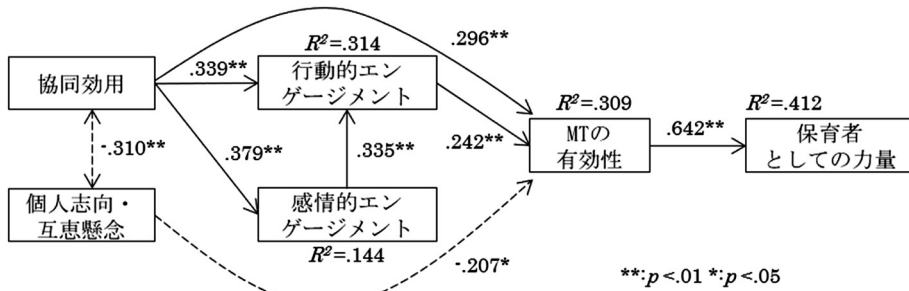 .296**
R²=.314
協同効用
.339**
行動的エン
ゲージメント
R²=.309
R²=.412
-.310**
.379**
.335**
.242**
MTの
有効性
.642**
保育者
としての力量
個人志向・
互恵懸念
感情的エン
ゲージメント
R²=.144
-.207*
**:p<.01 *:p<.05